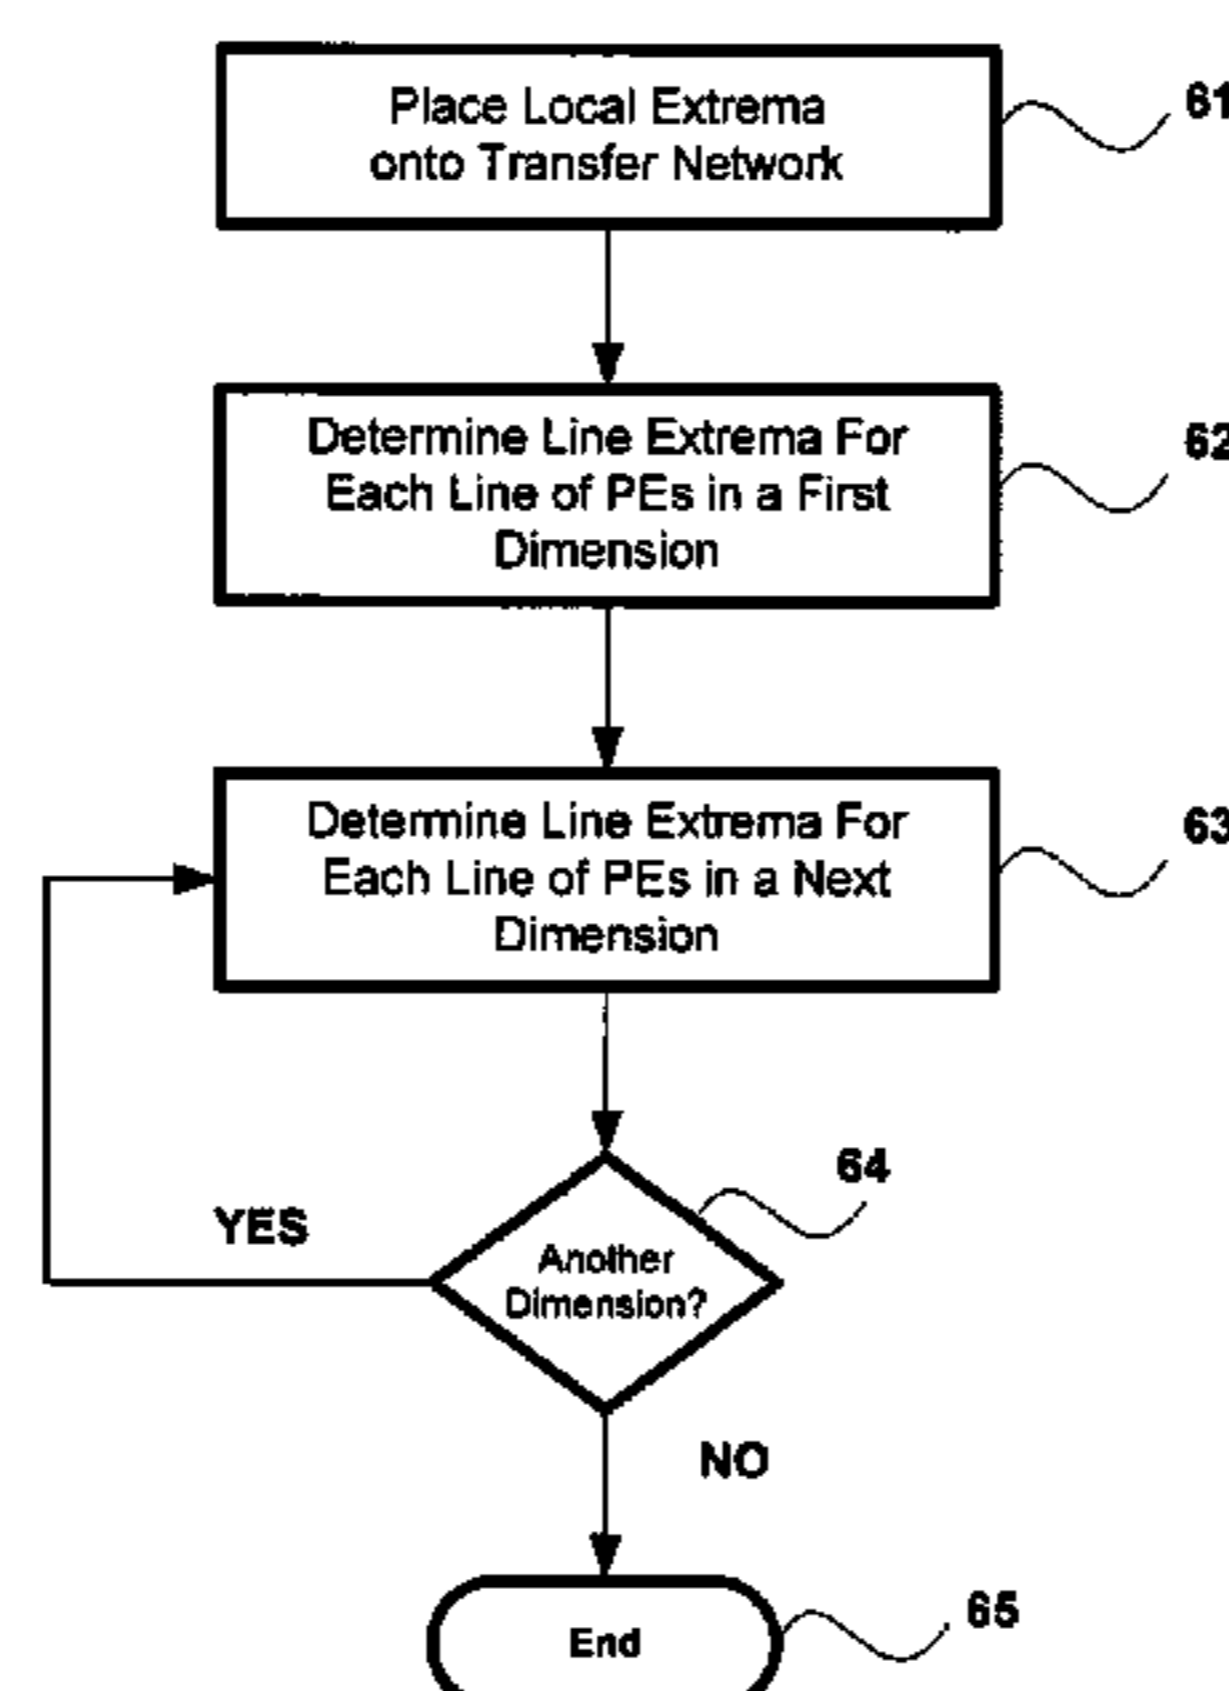 Place Local Extrema
onto Transfer Network
61
Determine Line Extrema For
Each Line of PEs in a First
Dimension
62
Determine Line Extrema For
Each Line of PEs in a Next
Dimension
63
64
YES
Another
Dimension?
NO
End
65